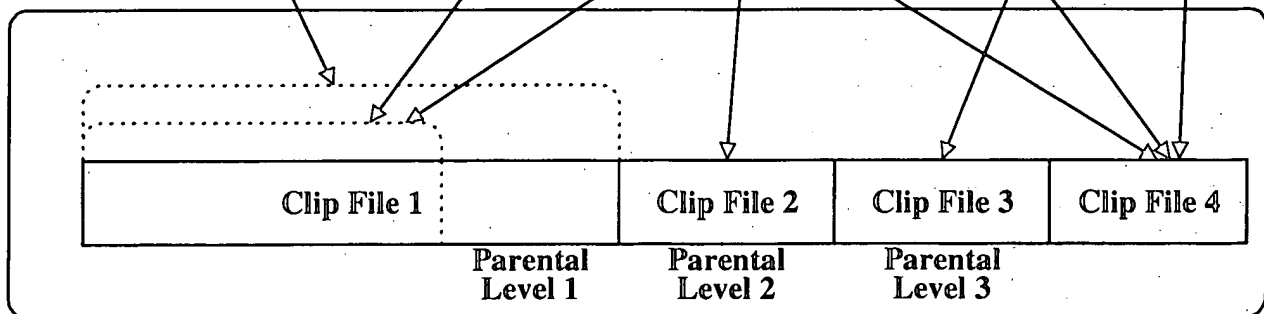 Clip File 1
Clip File 2
Clip File 3
Clip File 4
Parental
Level 1
Parental
Level 2
Parental
Level 3